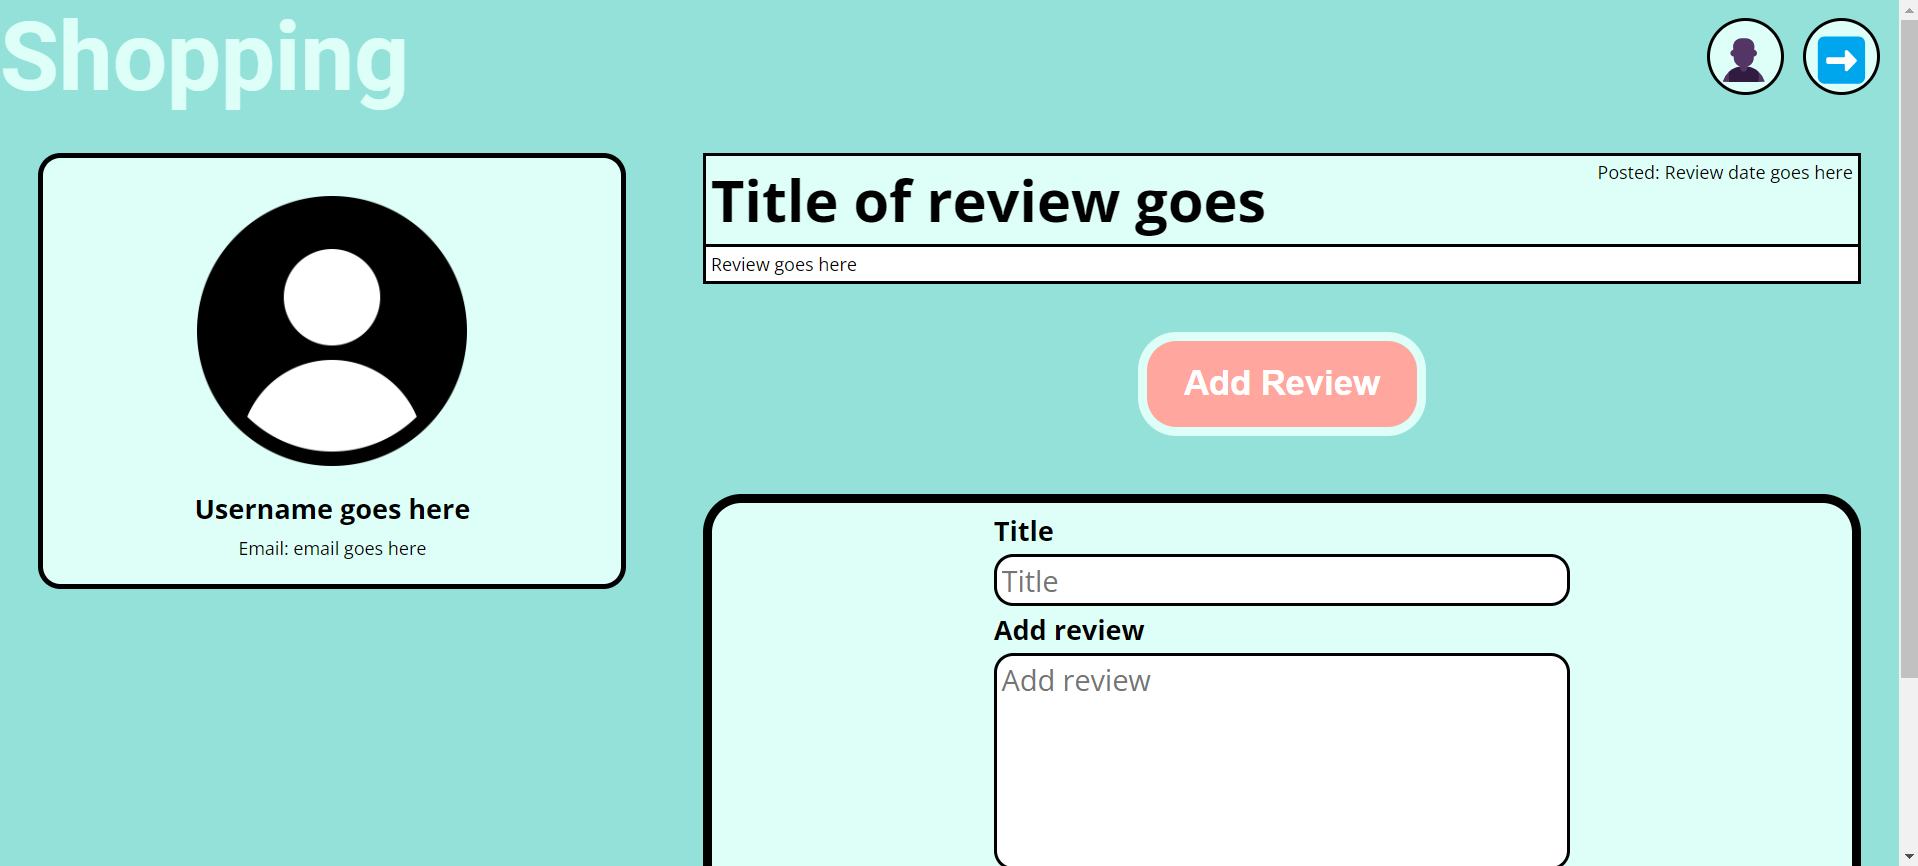 Shopping
Username goes here
Email: email goes here
Title of review goes
Posted: Review date goes here
Review goes here
Add Review
Title
Title
Add review
Add review